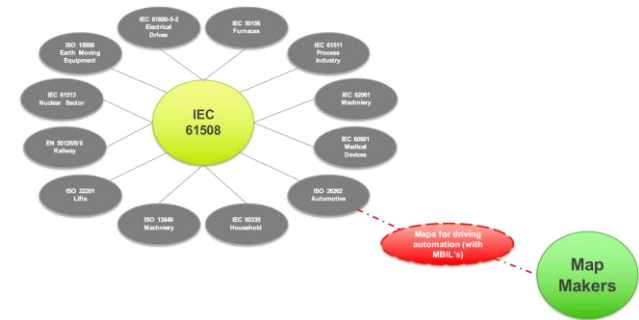 IEC 61800-5-2
Electrical
Drives
IEC 50156
Furnaces
ISO 15998
Earth Moving
Equipment
IEC 61511
Process
Industry
IEC 61513
Nuclear Sector
IEC
61508
IEC 62061
Machniery
EN 50126/8/9
Railway
IEC 60601
Medical
Devices
ISO 22201
Lifts
ISO 26262
Automotive
ISO 13849
Machniery
IEC 60335
Household
Maps for driving
automation (with
MBIL's)
Map
Makers